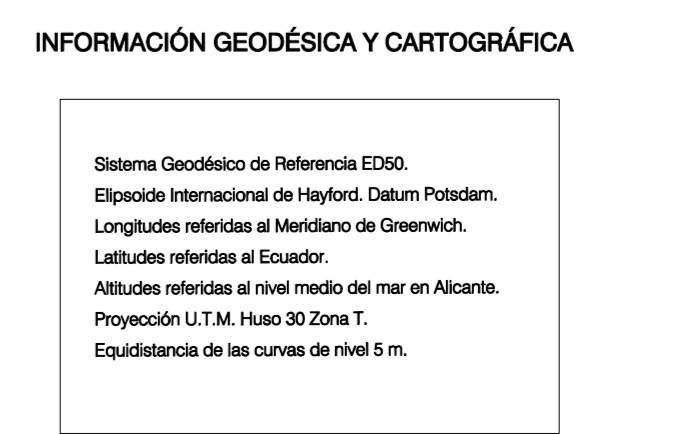 INFORMACIÓN GEODÉSICA Y CARTOGRÁFICA
Sistema Geodésico de Referencia ED50.
Elipsoide Internacional de Hayford. Datum Potsdam.
Longitudes referidas al Meridiano de Greenwich.
Latitudes referidas al Ecuador.
Altitudes referidas al nivel medio del mar en Alicante.
Proyección U.T.M. Huso 30 Zona T.
Equidistancia de las curvas de nivel 5 m.